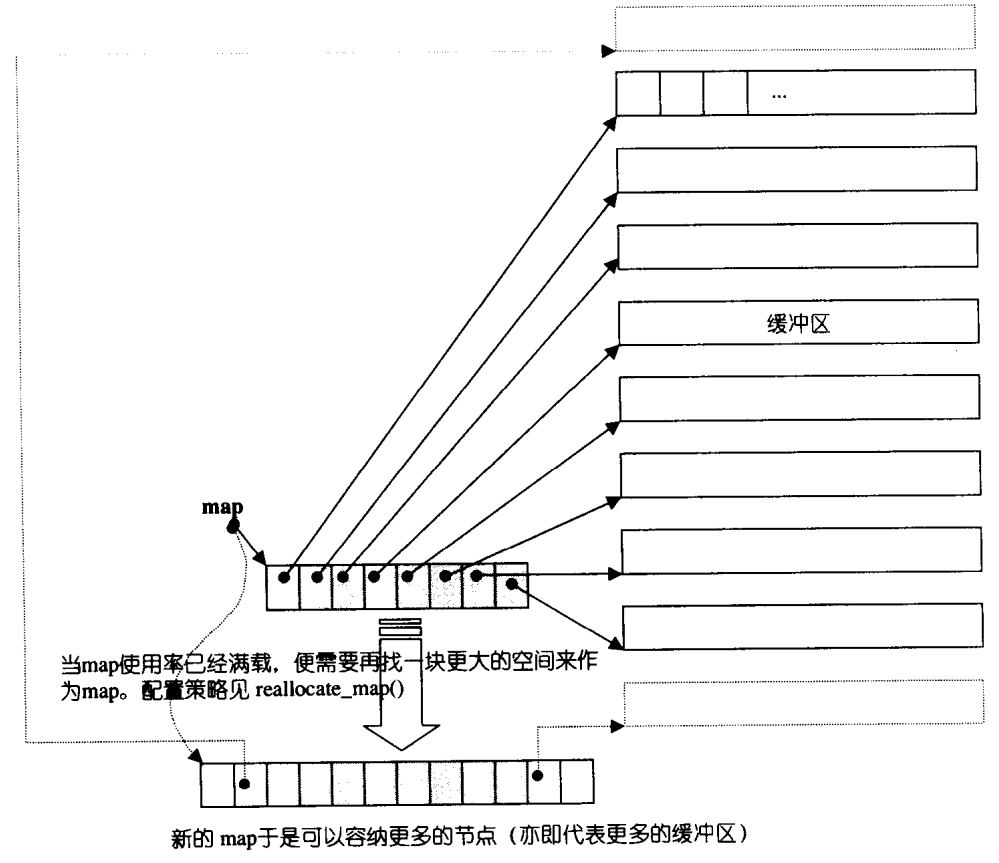 ...
缓冲区
map
当map使用率已经满载，便需要再找一块更大的空间来作
为map。配置策略见 reallocate_map()
新的 map于是可以容纳更多的节点（亦即代表更多的缓冲区）